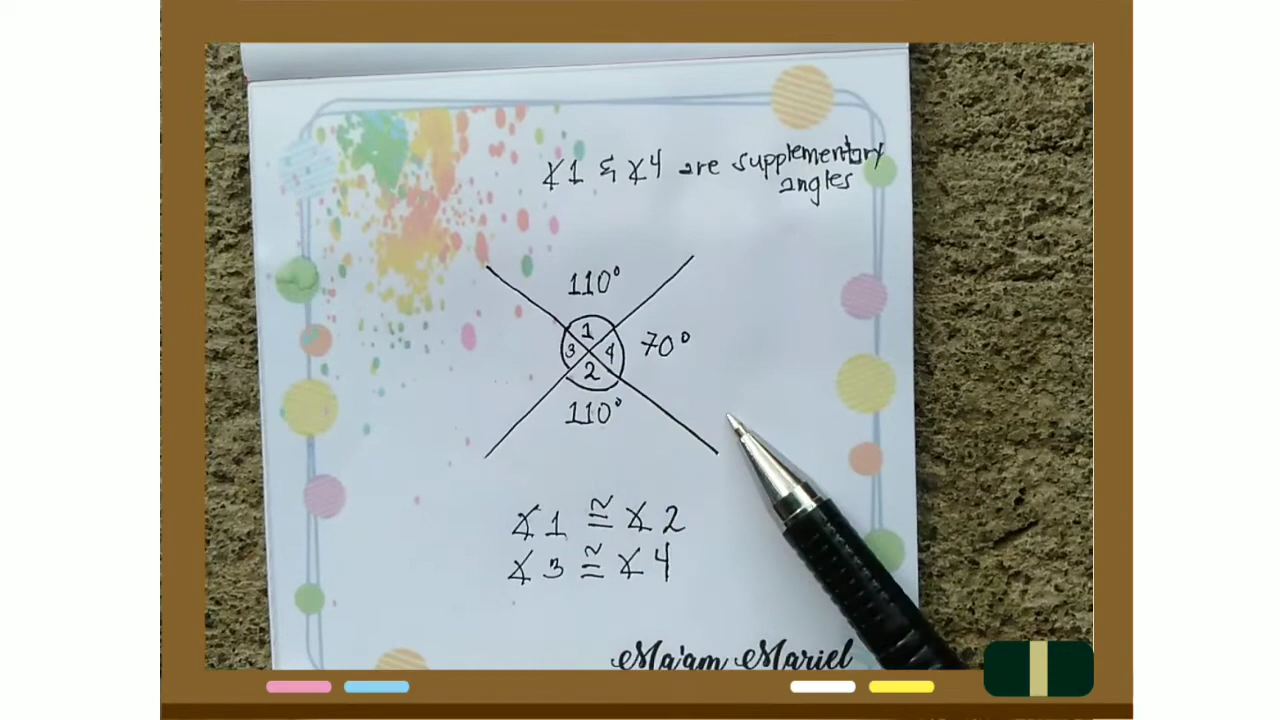 ∡1 & ∡4 are supplementary
angles
110°
1
3 4 70°
2
110°
∡1 ≅ ∡2
∡3 ≅ ∡4
Ma'am Mariel